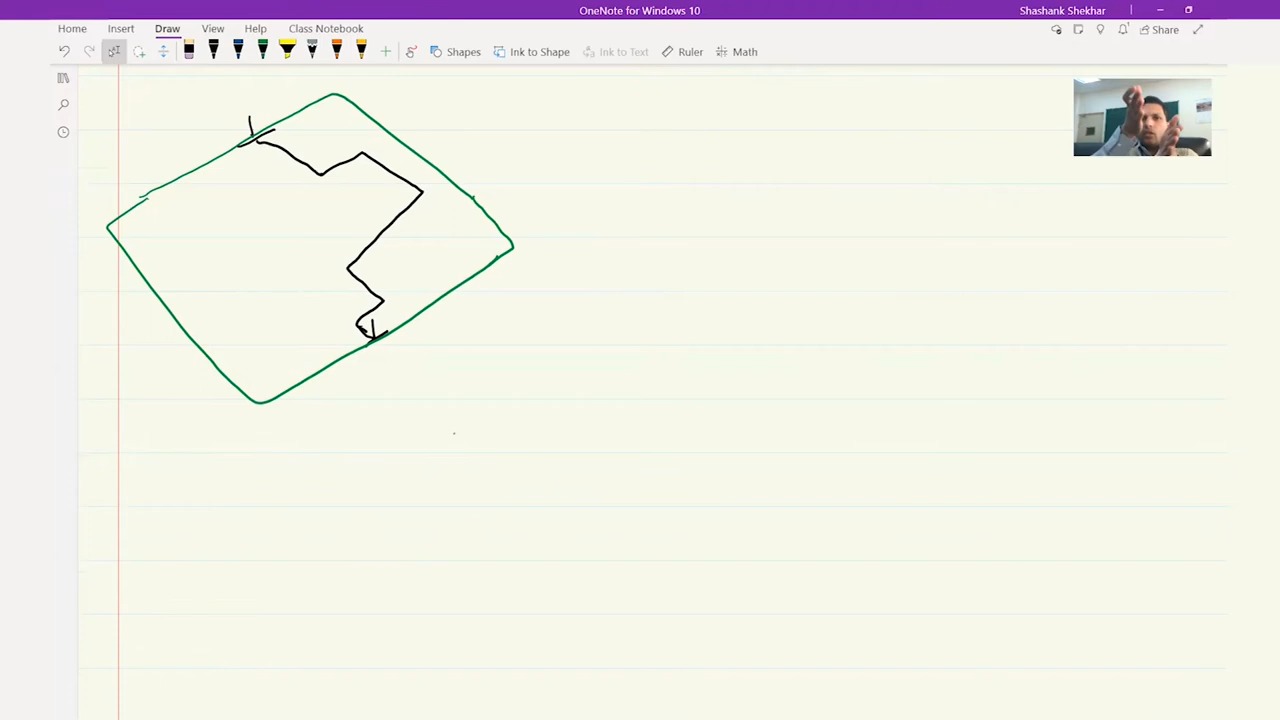 OneNote for Windows 10
Shashank Shekhar
Home Insert Draw View Help Class Notebook
Share
Shapes Ink to Shape Ink to Text Ruler Math